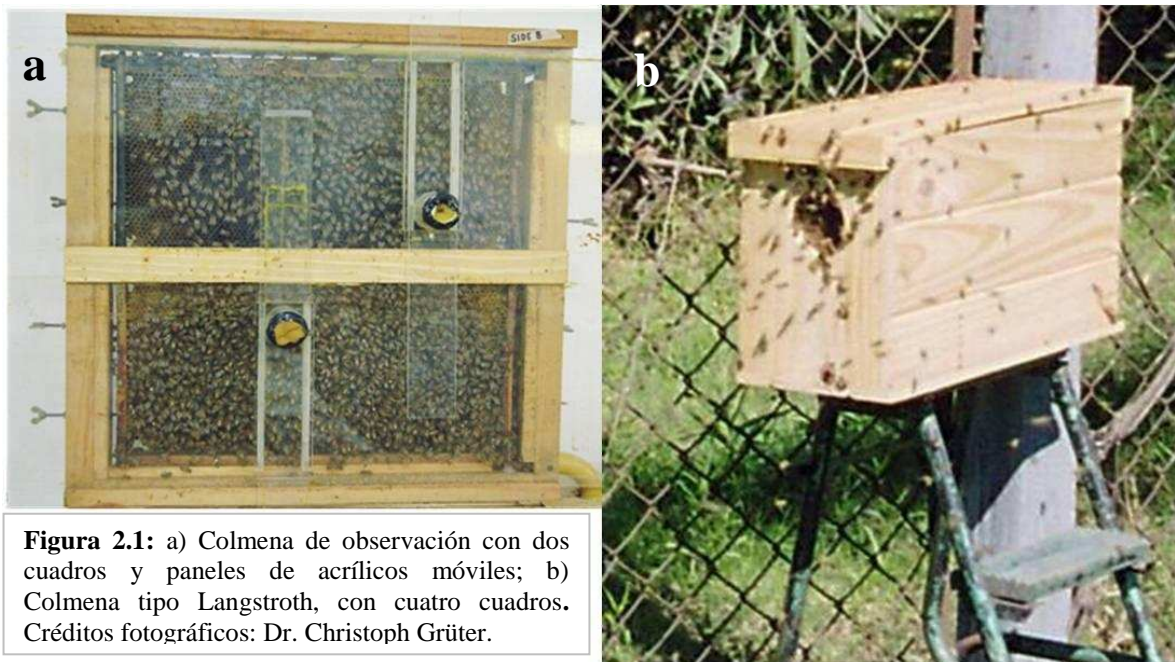 a
SIDE B
b
Figura 2.1: a) Colmena de observación con dos
cuadros y paneles de acrílicos móviles; b)
Colmena tipo Langstroth, con cuatro cuadros.
Créditos fotográficos: Dr. Christoph Grüter.